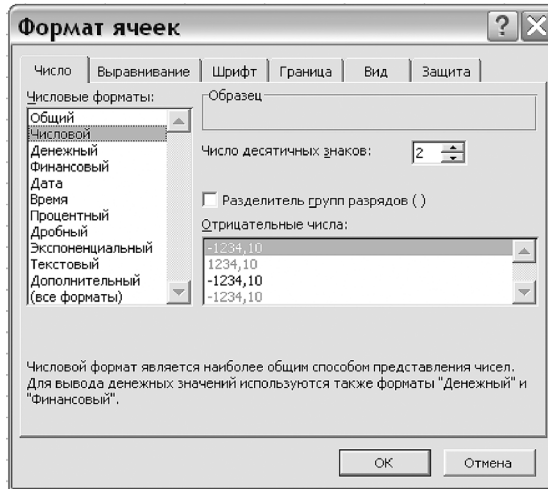 Формат ячеек
Число Выравнивание Шрифт Граница Вид Защита
Числовые форматы:
Общий
Числовой
Денежный
Финансовый
Дата
Время
Процентный
Дробный
Экспоненциальный
Текстовый
Дополнительный
(все форматы)
Образец
Число десятичных знаков: 2
Разделитель групп разрядов ( )
Отрицательные числа:
-1234,10
1234,10
-1234,10
-1234,10
Числовой формат является наиболее общим способом представления чисел.
Для вывода денежных значений используются также форматы "Денежный" и
"Финансовый".
ОК Отмена